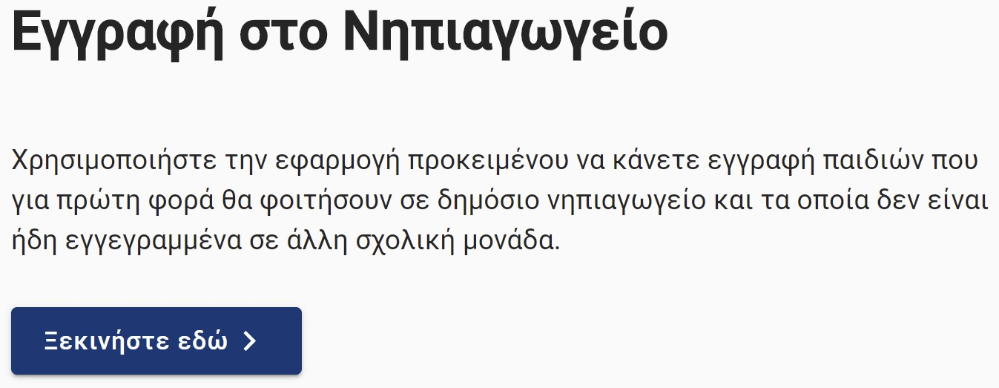 Εγγραφή στο Νηπιαγωγείο
Χρησιμοποιήστε την εφαρμογή προκειμένου να κάνετε εγγραφή παιδιών που
για πρώτη φορά θα φοιτήσουν σε δημόσιο νηπιαγωγείο και τα οποία δεν είναι
ήδη εγγεγραμμένα σε άλλη σχολική μονάδα.
Ξεκινήστε εδώ